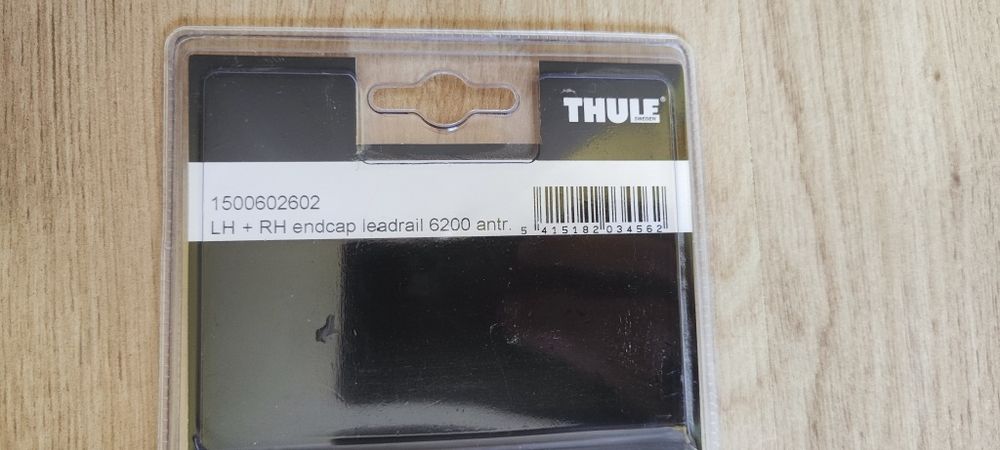 THULE®
SWEDEN
1500602602
LH + RH endcap leadrail 6200 antr.
5 415182 034562